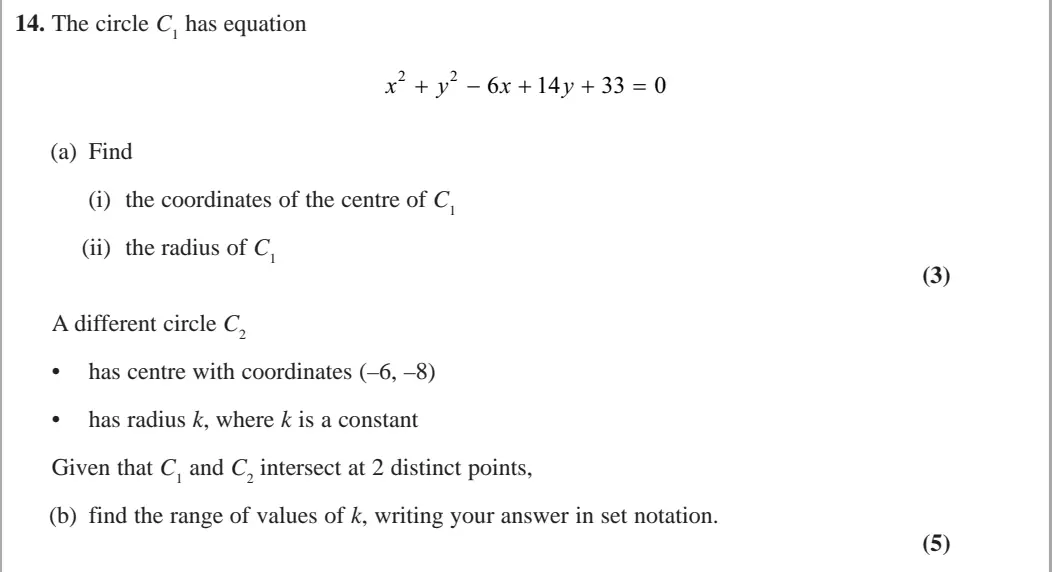 14. The circle C₁ has equation
x² + y² − 6x + 14y + 33 = 0
(a) Find
(i) the coordinates of the centre of C₁
(ii) the radius of C₁
(3)
A different circle C₂
• has centre with coordinates (–6, –8)
• has radius k, where k is a constant
Given that C₁ and C₂ intersect at 2 distinct points,
(b) find the range of values of k, writing your answer in set notation.
(5)